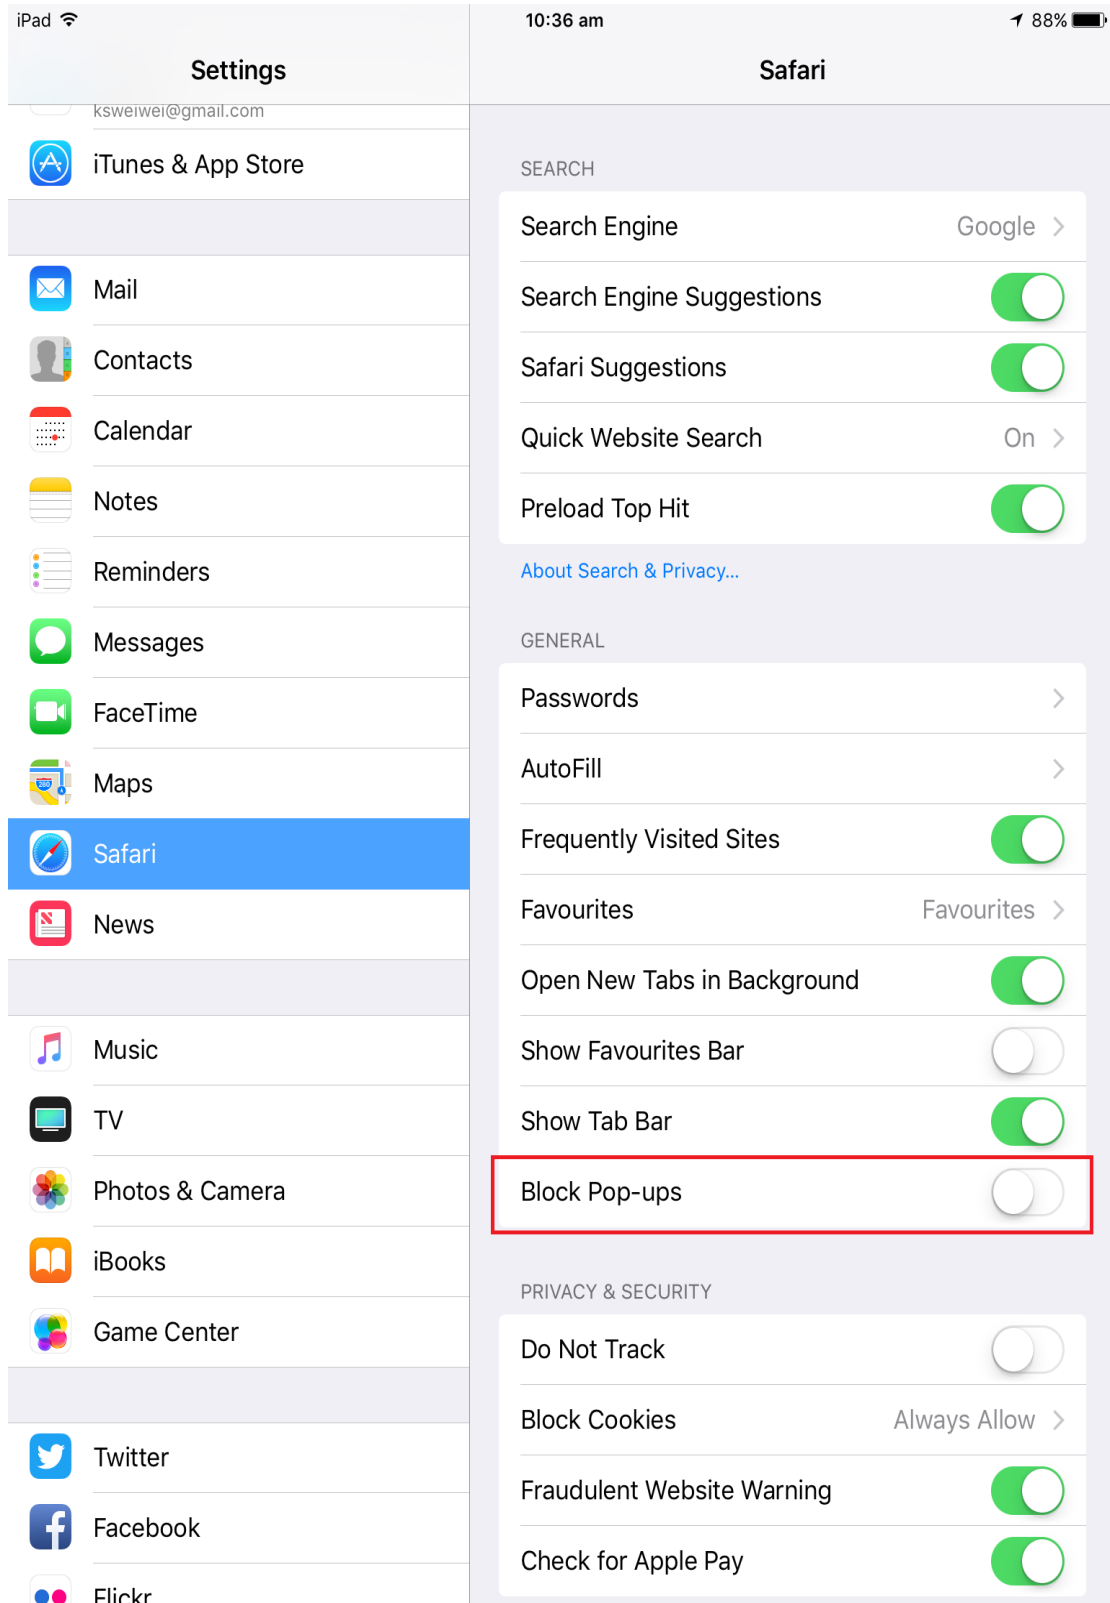 iPad
10:36 am
88%
Settings
Safari
ksweiwei@gmail.com
iTunes & App Store
Mail
Contacts
Calendar
Notes
Reminders
Messages
FaceTime
Maps
Safari
News
Music
TV
Photos & Camera
iBooks
Game Center
Twitter
Facebook
Flickr
SEARCH
Search Engine Google
Search Engine Suggestions
Safari Suggestions
Quick Website Search On
Preload Top Hit
About Search & Privacy...
GENERAL
Passwords
AutoFill
Frequently Visited Sites
Favourites Favourites
Open New Tabs in Background
Show Favourites Bar
Show Tab Bar
Block Pop-ups
PRIVACY & SECURITY
Do Not Track
Block Cookies Always Allow
Fraudulent Website Warning
Check for Apple Pay